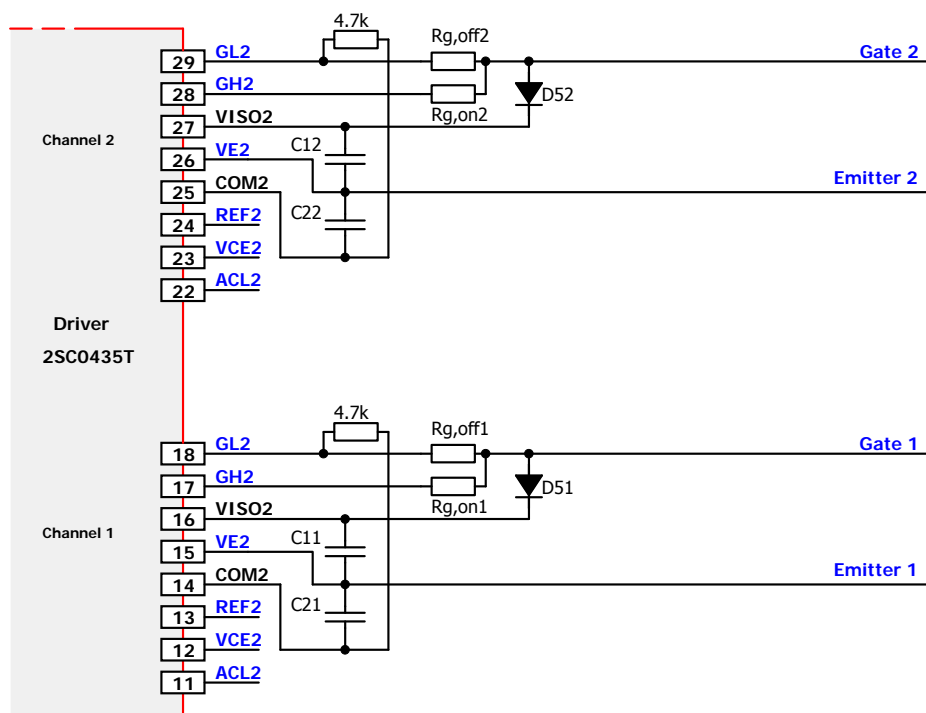 4.7k
29 GL2 Rg,off2 Gate 2
28 GH2 Rg,on2 D52
27 VISO2
Channel 2
C12
26 VE2 Emitter 2
25 COM2
C22
24 REF2
23 VCE2
22 ACL2
Driver
2SC0435T
4.7k
18 GL2 Rg,off1 Gate 1
17 GH2 Rg,on1 D51
16 VISO2
Channel 1
C11
15 VE2 Emitter 1
14 COM2
C21
13 REF2
12 VCE2
11 ACL2